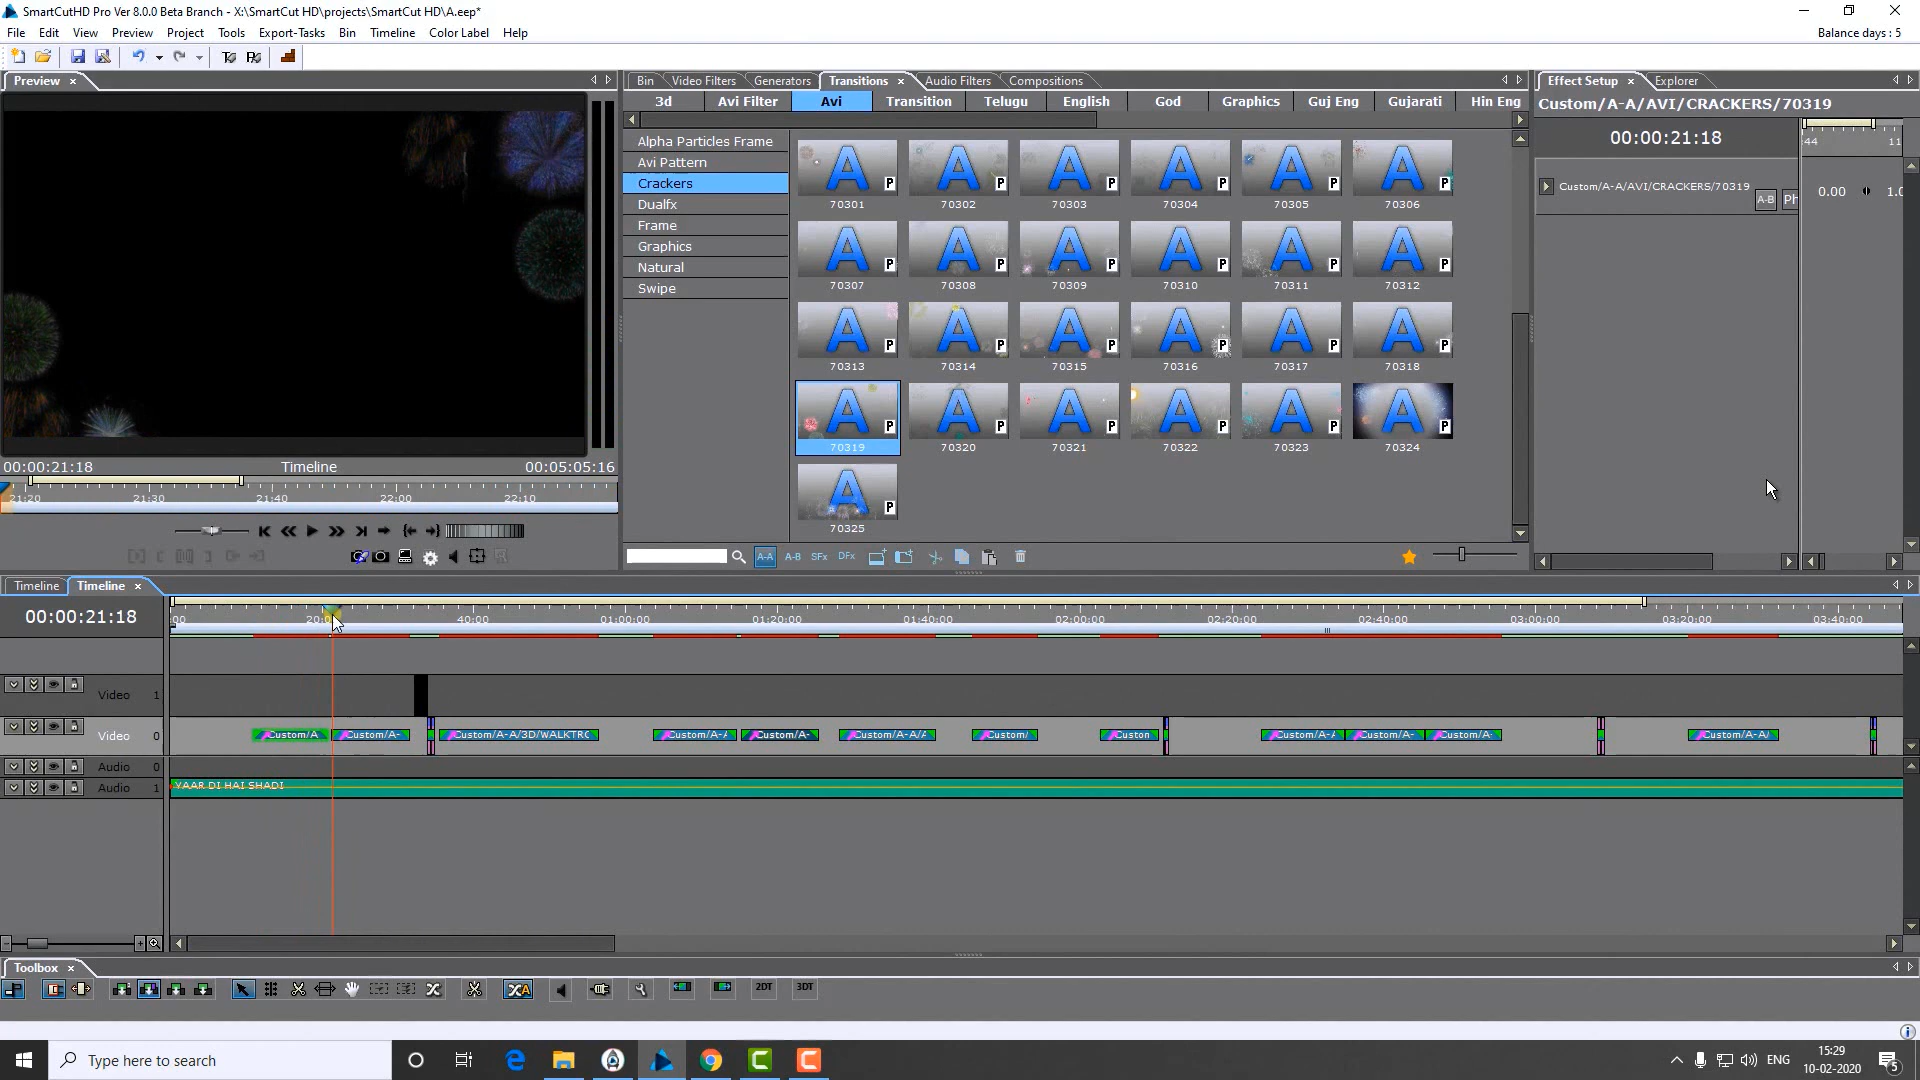 SmartCutHD Pro Ver 8.0.0 Beta Branch - X:\SmartCut HD\projects\SmartCut HD\A.eep*
File Edit View Preview Project Tools Export-Tasks Bin Timeline Color Label Help
Balance days : 5
Preview
Bin Video Filters Generators Transitions Audio Filters Compositions
Effect Setup Explorer
3d Avi Filter Avi Transition Telugu English God Graphics Guj Eng Gujarati Hin Eng
Custom/A-A/AVI/CRACKERS/70319
00:00:21:18
44 11
Custom/A-A/AVI/CRACKERS/70319
A-B Ph
0.00 1.0
Alpha Particles Frame
Avi Pattern
Crackers
Dualfx
Frame
Graphics
Natural
Swipe
70301 70302 70303 70304 70305 70306
70307 70308 70309 70310 70311 70312
70313 70314 70315 70316 70317 70318
70319 70320 70321 70322 70323 70324
70325
00:00:21:18 Timeline 00:05:05:16
21:20 21:30 21:40 22:00 22:10
A-A A-B SFx DFx
Timeline Timeline
00:00:21:18
:00 20:00 40:00 01:00:00 01:20:00 01:40:00 02:00:00 02:20:00 02:40:00 03:00:00 03:20:00 03:40:00
Video 1
Video 0
Custom/A Custom/A- Custom/A-A/3D/WALKTRO Custom/A-A Custom/A- Custom/A-A/A Custom/ Custom Custom/A-A Custom/A- Custom/A- Custom/A-A/
Audio 0
Audio 1
YAAR DI HAI SHADI
Toolbox
2DT 3DT
Type here to search
ENG
15:29
10-02-2020
5